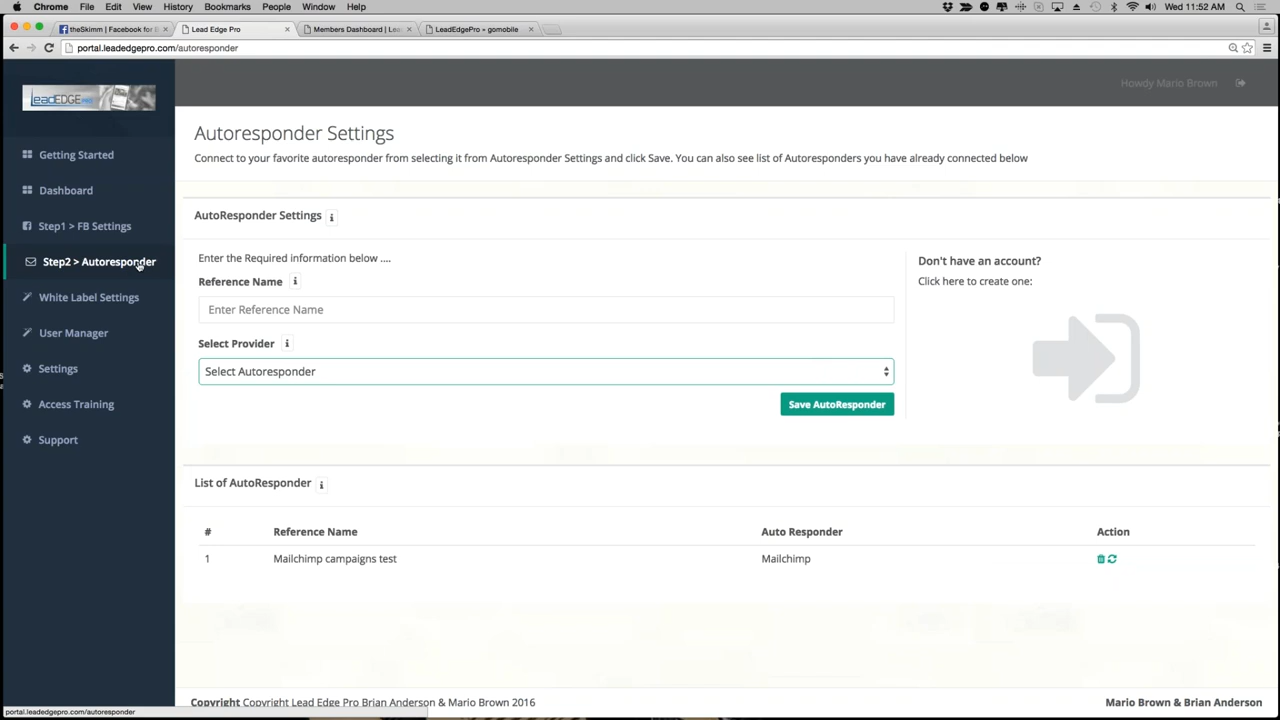 Chrome File Edit View History Bookmarks People Window Help Wed 11:52 AM
theSkimm | Facebook for B Lead Edge Pro Members Dashboard | Lea LeadEdgePro - gomobile
portal.leadedgepro.com/autoresponder
LeadEDGE PRO
Howdy Mario Brown
Getting Started
Dashboard
Step1 > FB Settings
Step2 > Autoresponder
White Label Settings
User Manager
Settings
Access Training
Support
Autoresponder Settings
Connect to your favorite autoresponder from selecting it from Autoresponder Settings and click Save. You can also see list of Autoresponders you have already connected below
AutoResponder Settings i
Enter the Required information below ....
Reference Name i
Enter Reference Name
Select Provider i
Select Autoresponder
Save AutoResponder
Don't have an account?
Click here to create one:
List of AutoResponder i
# Reference Name Auto Responder Action
1 Mailchimp campaigns test Mailchimp
Copyright Copyright Lead Edge Pro Brian Anderson & Mario Brown 2016 Mario Brown & Brian Anderson
portal.leadedgepro.com/autoresponder